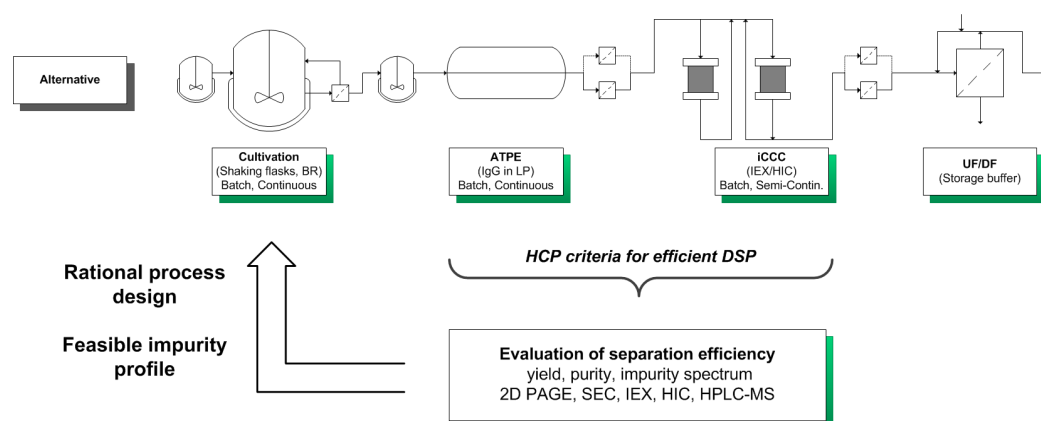 Alternative
Cultivation
(Shaking flasks, BR)
Batch, Continuous
ATPE
(IgG in LP)
Batch, Continuous
iCCC
(IEX/HIC)
Batch, Semi-Contin.
UF/DF
(Storage buffer)
HCP criteria for efficient DSP
Rational process
design
Feasible impurity
profile
Evaluation of separation efficiency
yield, purity, impurity spectrum
2D PAGE, SEC, IEX, HIC, HPLC-MS